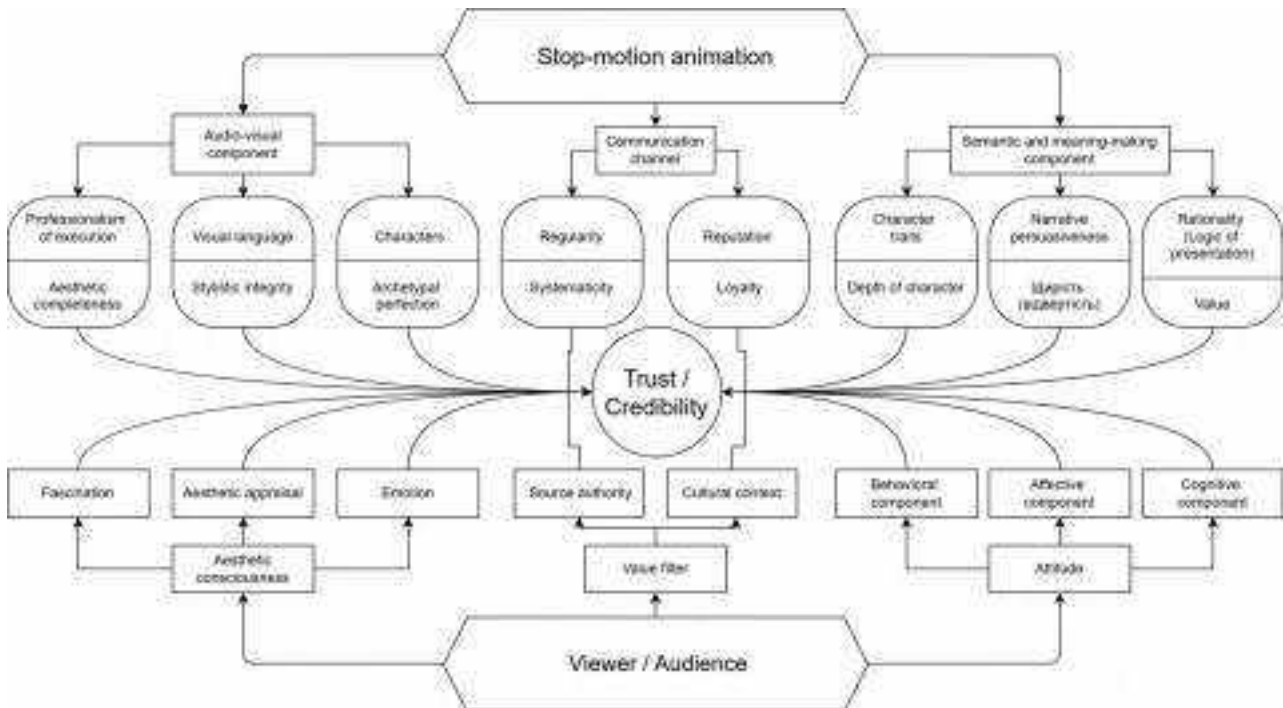 Stop-motion animation
Audio-visual
component
Communication
channel
Semantic and meaning-making
component
Professionalism
of execution
Aesthetic
completeness
Visual language
Stylistic integrity
Characters
Archetypal
perfection
Regularity
Systematicity
Reputation
Loyalty
Character
traits
Depth of character
Narrative
persuasiveness
Щирість
(відвертість)
Rationality
(Logic of
presentation)
Value
Trust /
Credibility
Fascination
Aesthetic appraisal
Emotion
Source authority
Cultural context
Behavioral
component
Affective
component
Cognitive
component
Aesthetic
consciousness
Value filter
Attitude
Viewer / Audience